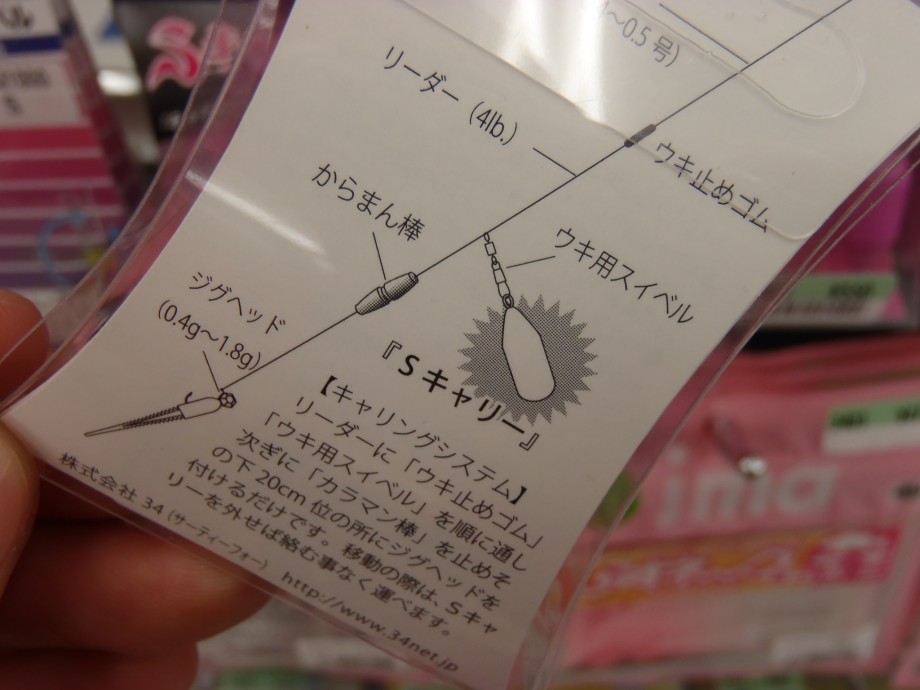 ～0.5号)
リーダー (4lb.)
ウキ止めゴム
からまん棒
ウキ用スイベル
ジグヘッド
(0.4g～1.8g)
『Sキャリー』
【キャリングシステム】
リーダーに「ウキ止めゴム」
「ウキ用スイベル」を順に通し
次ぎに「カラマン棒」を止めそ
の下20cm位の所にジグヘッドを
付けるだけです。移動の際は、Sキャ
リーを外せば絡む事なく運べます。
株式会社34 (サーティーフォー) http://www.34net.jp
ima